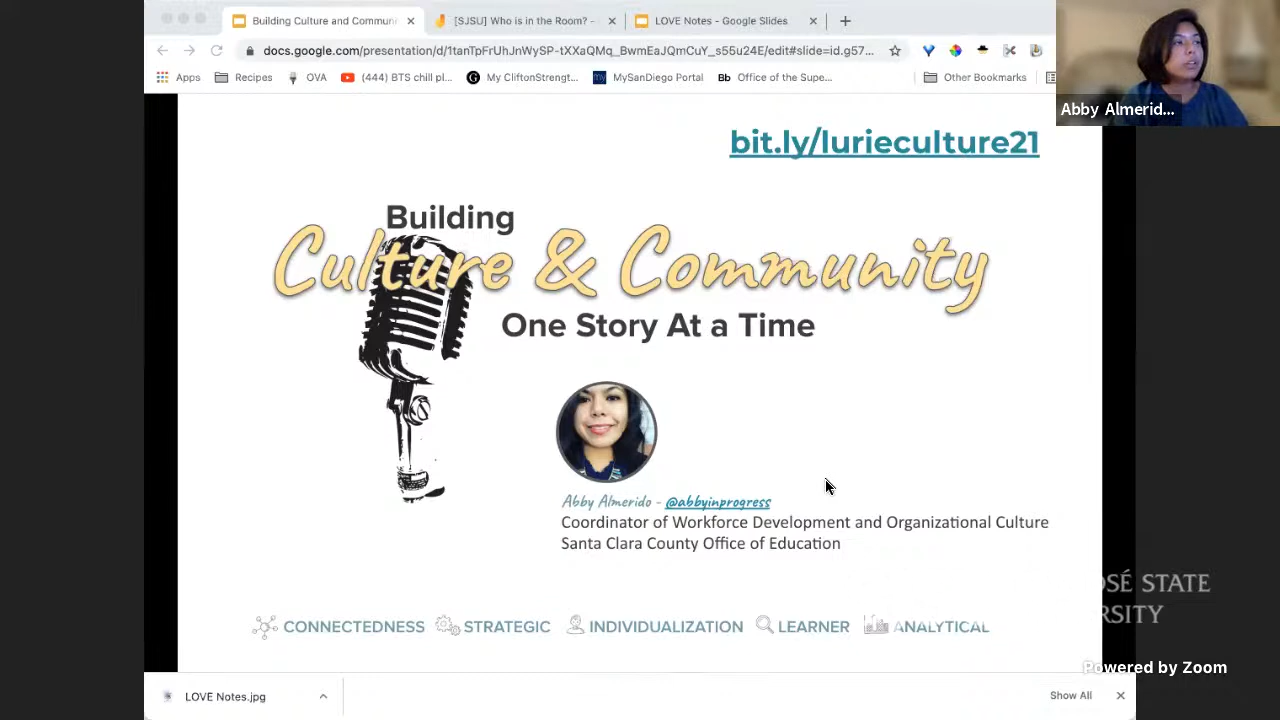 Building Culture and Commun
[SJSU] Who is in the Room? -
LOVE Notes - Google Slides
docs.google.com/presentation/d/1tanTpFrUhJnWySP-tXXaQMq_BwmEaJQmCuY_s55u24E/edit#slide=id.g57...
Apps
Recipes
OVA
(444) BTS chill pl...
My CliftonStrengt...
MySanDiego Portal
Bb Office of the Supe...
Other Bookmarks
Abby Almerid...
bit.ly/lurieculture21
Building
Culture & Community
One Story At a Time
Abby Almerido - @abbyinprogress
Coordinator of Workforce Development and Organizational Culture
Santa Clara County Office of Education
CONNECTEDNESS STRATEGIC INDIVIDUALIZATION LEARNER ANALYTICAL
OSÉ STATE
ERSITY
Powered by Zoom
LOVE Notes.jpg
Show All